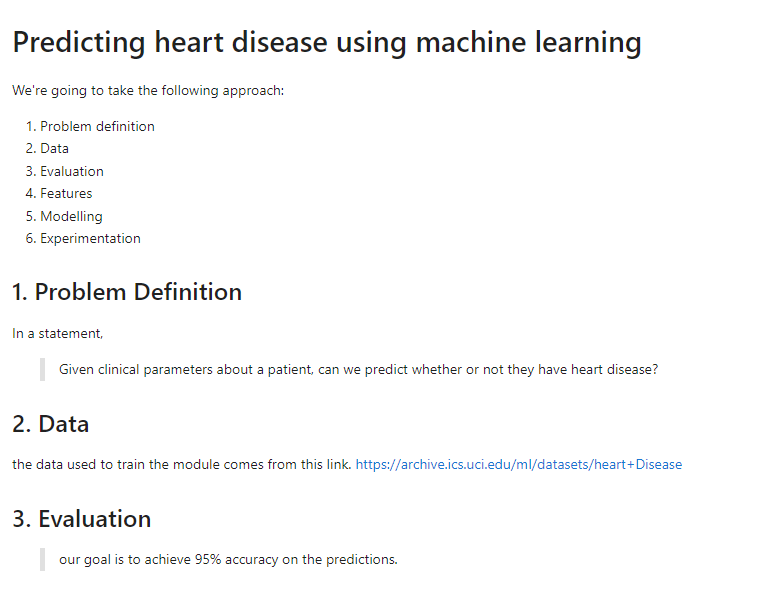 Predicting heart disease using machine learning
We're going to take the following approach:
1. Problem definition
2. Data
3. Evaluation
4. Features
5. Modelling
6. Experimentation
1. Problem Definition
In a statement,
Given clinical parameters about a patient, can we predict whether or not they have heart disease?
2. Data
the data used to train the module comes from this link. https://archive.ics.uci.edu/ml/datasets/heart+Disease
3. Evaluation
our goal is to achieve 95% accuracy on the predictions.